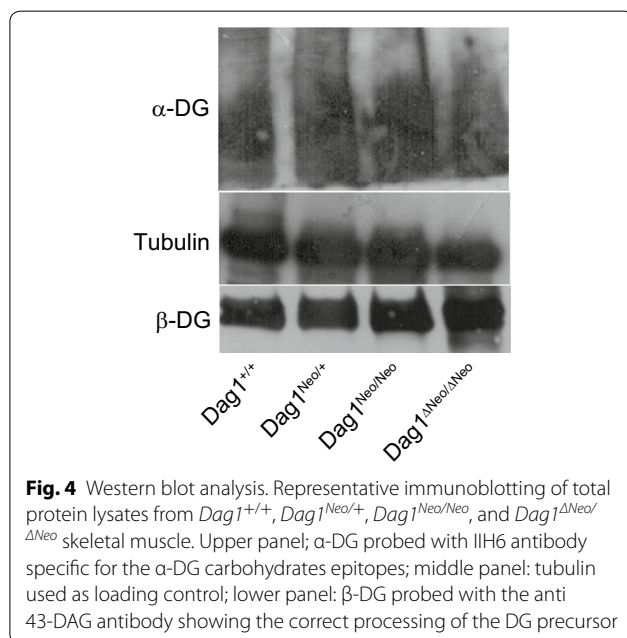 α-DG
Tubulin
β-DG
Dag1+/+
Dag1Neo/+
Dag1Neo/Neo
Dag1ΔNeo/ΔNeo
Fig. 4 Western blot analysis. Representative immunoblotting of total
protein lysates from Dag1+/+, Dag1Neo/+, Dag1Neo/Neo, and Dag1ΔNeo/
ΔNeo skeletal muscle. Upper panel; α-DG probed with IIH6 antibody
specific for the α-DG carbohydrates epitopes; middle panel: tubulin
used as loading control; lower panel: β-DG probed with the anti
43-DAG antibody showing the correct processing of the DG precursor